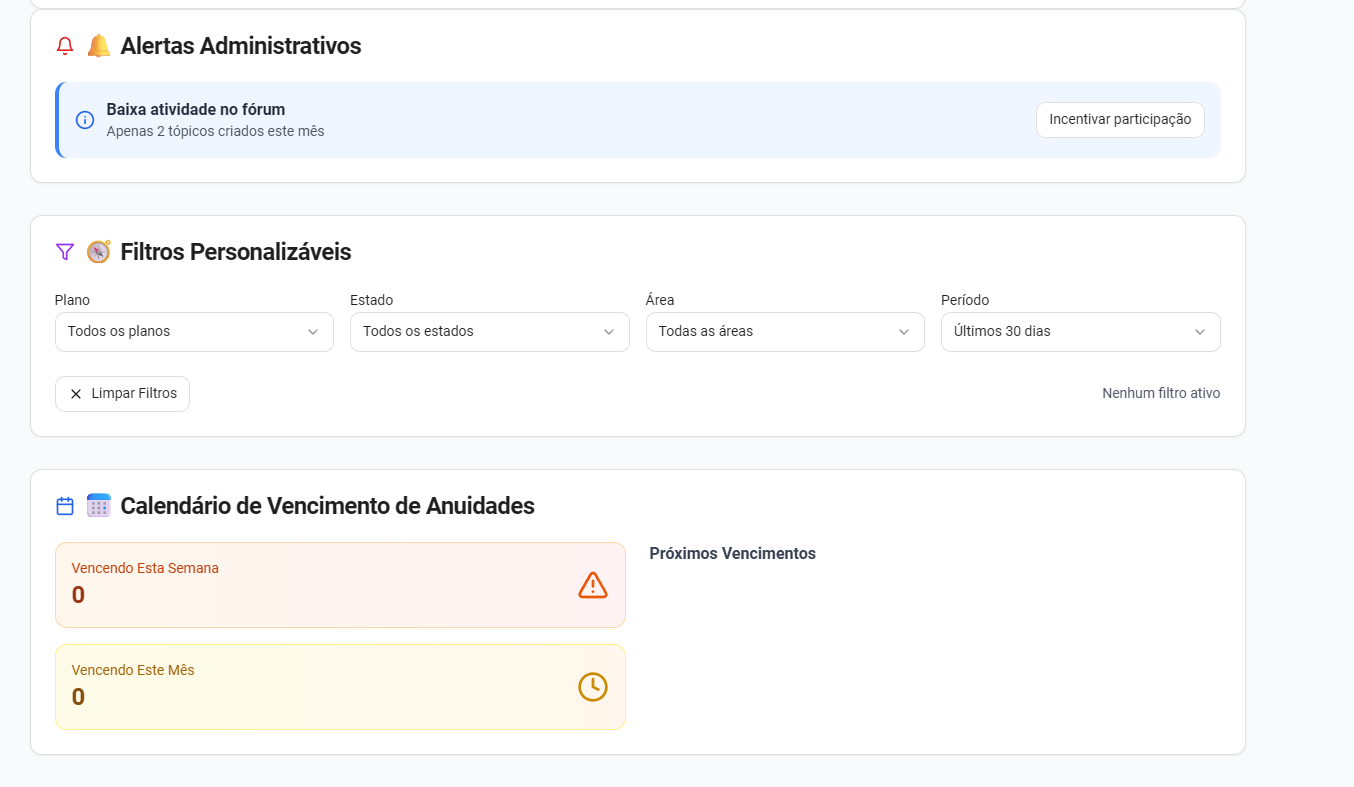 Alertas Administrativos
Baixa atividade no fórum
Apenas 2 tópicos criados este mês
Incentivar participação
Filtros Personalizáveis
Plano
Todos os planos
Estado
Todos os estados
Área
Todas as áreas
Período
Últimos 30 dias
Limpar Filtros
Nenhum filtro ativo
Calendário de Vencimento de Anuidades
Vencendo Esta Semana
0
Vencendo Este Mês
0
Próximos Vencimentos